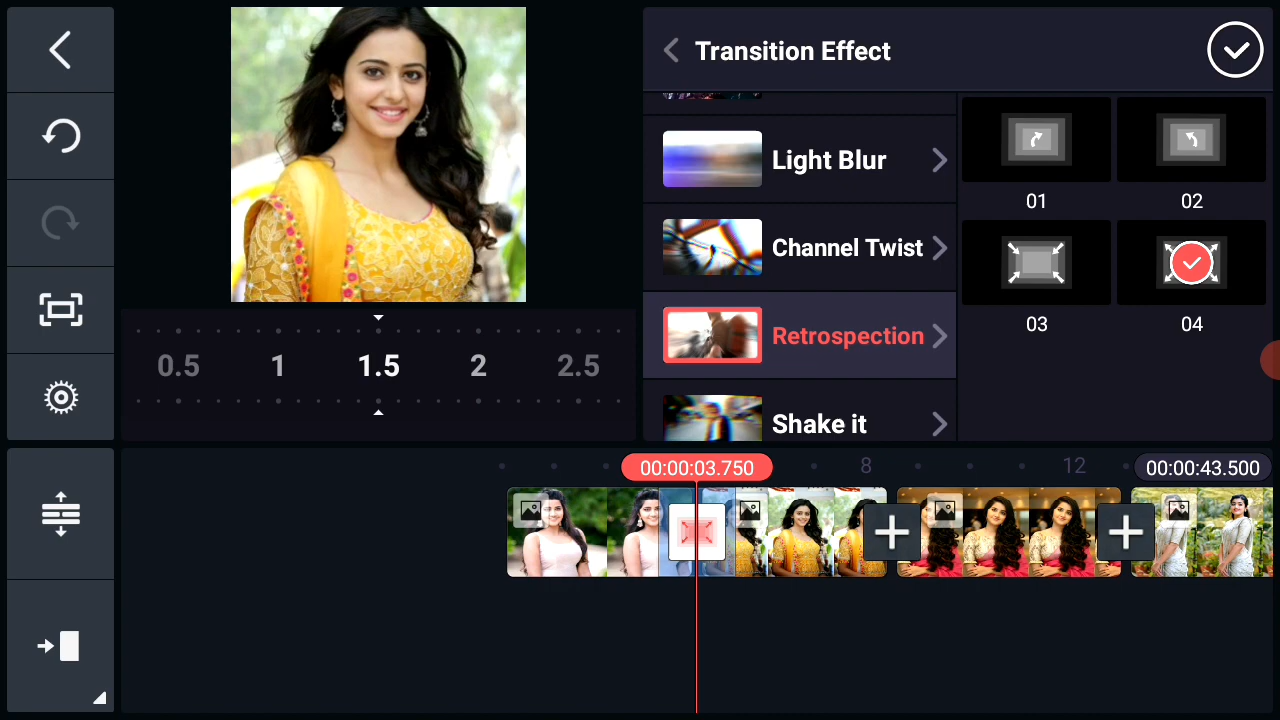 Transition Effect
Light Blur
Channel Twist
Retrospection
Shake it
01
02
03
04
0.5
1
1.5
2
2.5
00:00:03.750
8
12
00:00:43.500